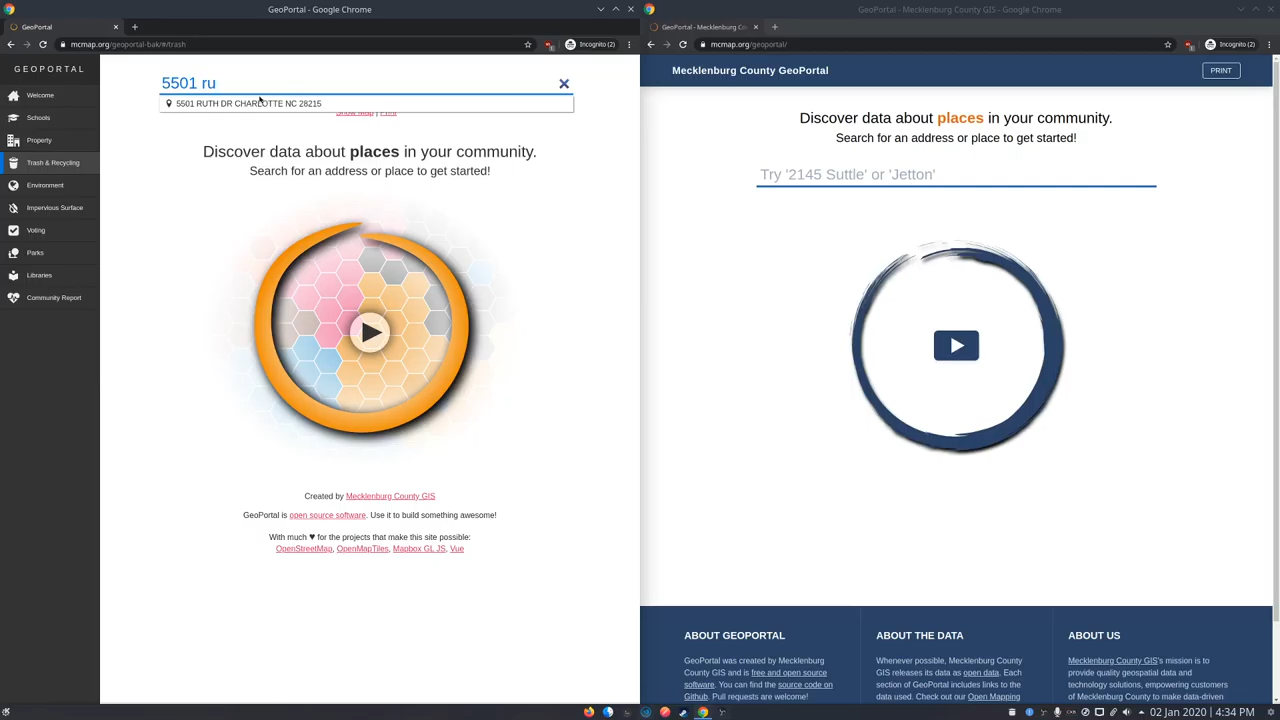 GeoPortal - Google Chrome
GeoPortal
mcmap.org/geoportal-bak/#/trash
Incognito (2)
GEOPORTAL
Welcome
Schools
Property
Trash & Recycling
Environment
Impervious Surface
Voting
Parks
Libraries
Community Report
5501 ru
5501 RUTH DR CHARLOTTE NC 28215
Show Map | Print
Discover data about places in your community.
Search for an address or place to get started!
Created by Mecklenburg County GIS
GeoPortal is open source software. Use it to build something awesome!
With much ♥ for the projects that make this site possible:
OpenStreetMap, OpenMapTiles, Mapbox GL JS, Vue
GeoPortal - Mecklenburg County GIS - Google Chrome
GeoPortal - Mecklenburg C
mcmap.org/geoportal/
Incognito (2)
Mecklenburg County GeoPortal
PRINT
Discover data about places in your community.
Search for an address or place to get started!
Try '2145 Suttle' or 'Jetton'
ABOUT GEOPORTAL
GeoPortal was created by Mecklenburg
County GIS and is free and open source
software. You can find the source code on
Github. Pull requests are welcome!
ABOUT THE DATA
Whenever possible, Mecklenburg County
GIS releases its data as open data. Each
section of GeoPortal includes links to the
data used. Check out our Open Mapping
ABOUT US
Mecklenburg County GIS's mission is to
provide quality geospatial data and
technology solutions, empowering customers
of Mecklenburg County to make data-driven
02 Jan 2020 | 4:34 PM